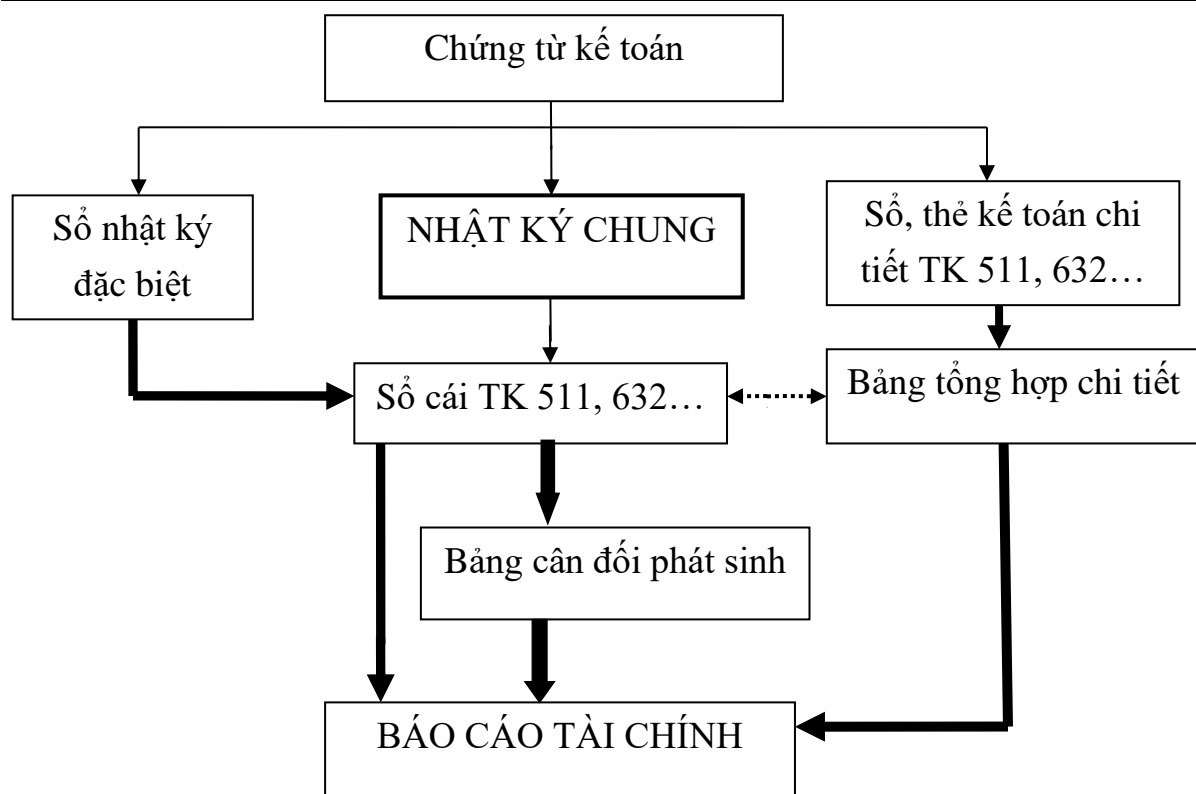 Chứng từ kế toán
Sổ nhật ký
đặc biệt
NHẬT KÝ CHUNG
Sổ, thẻ kế toán chi
tiết TK 511, 632…
Sổ cái TK 511, 632…
Bảng tổng hợp chi tiết
Bảng cân đối phát sinh
BÁO CÁO TÀI CHÍNH